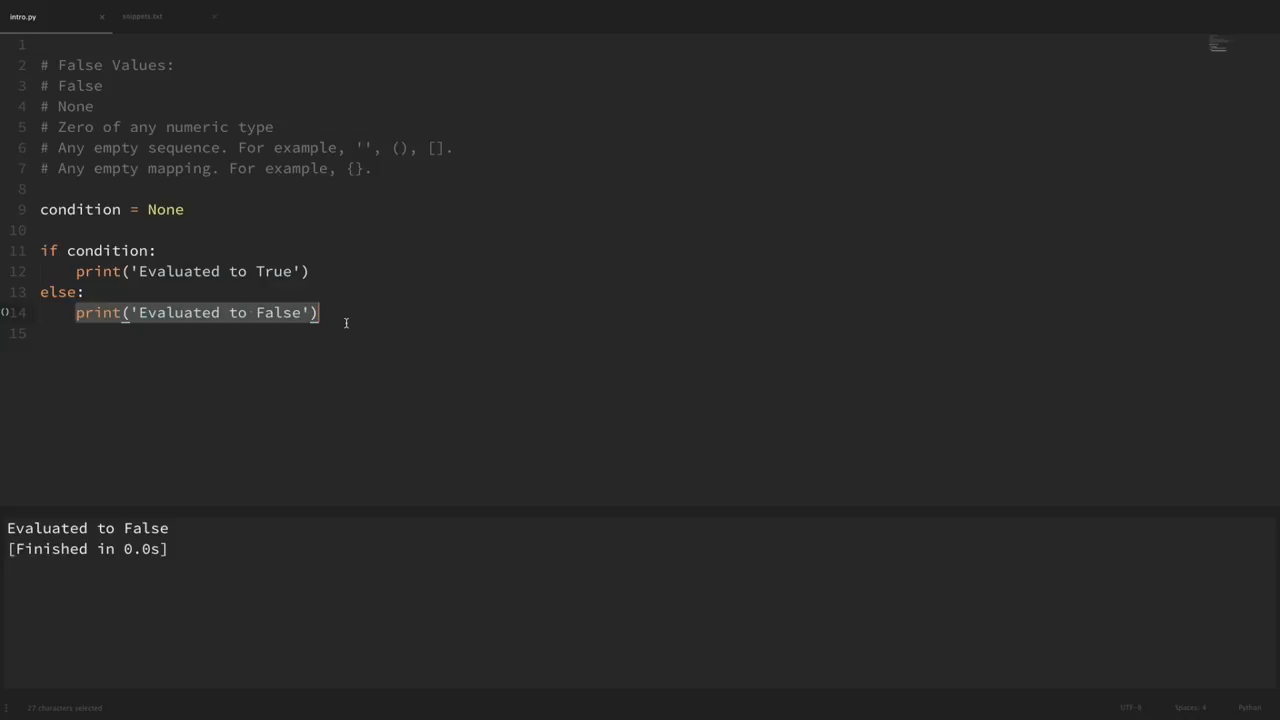 intro.py × snippets.txt ×
1
2 # False Values:
3 # False
4 # None
5 # Zero of any numeric type
6 # Any empty sequence. For example, '', (), [].
7 # Any empty mapping. For example, {}.
8
9 condition = None
10
11 if condition:
12     print('Evaluated to True')
13 else:
14     print('Evaluated to False')
15
Evaluated to False
[Finished in 0.0s]
27 characters selected UTF-8 Spaces: 4 Python